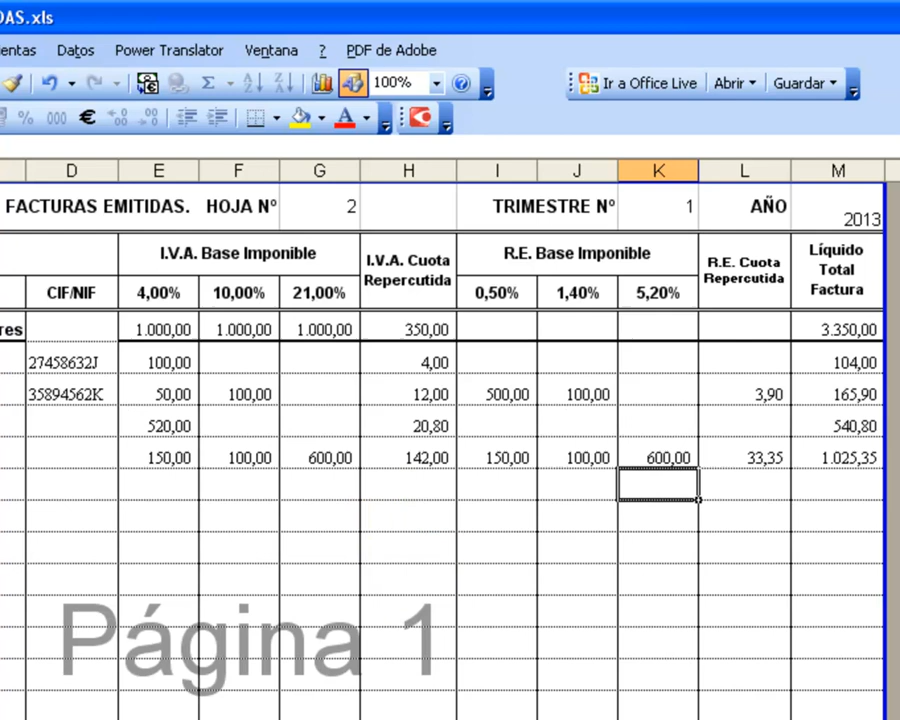 DAS.xls
entas Datos Power Translator Ventana ? PDF de Adobe
Σ 100% ? Ir a Office Live Abrir Guardar
% 000 € A
D E F G H I J K L M
FACTURAS EMITIDAS. HOJA Nº 2 TRIMESTRE Nº 1 AÑO 2013
I.V.A. Base Imponible I.V.A. Cuota Repercutida R.E. Base Imponible R.E. Cuota Repercutida Líquido Total Factura
CIF/NIF 4,00% 10,00% 21,00% 0,50% 1,40% 5,20%
res 1.000,00 1.000,00 1.000,00 350,00 3.350,00
27458632J 100,00 4,00 104,00
35894562K 50,00 100,00 12,00 500,00 100,00 3,90 165,90
520,00 20,80 540,80
150,00 100,00 600,00 142,00 150,00 100,00 600,00 33,35 1.025,35
Página 1